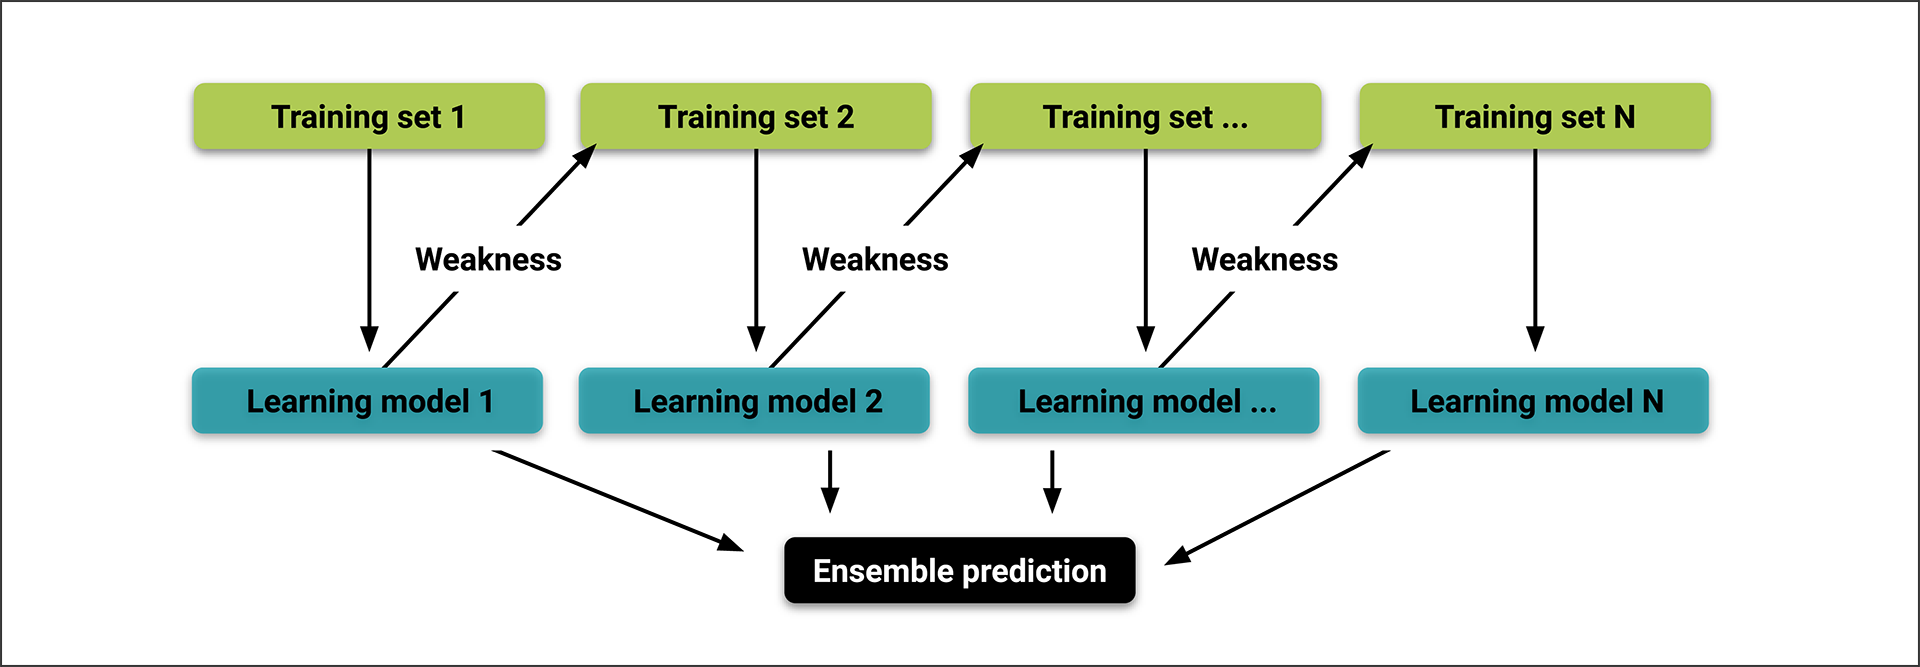 Training set 1
Training set 2
Training set ...
Training set N
Weakness
Weakness
Weakness
Learning model 1
Learning model 2
Learning model ...
Learning model N
Ensemble prediction